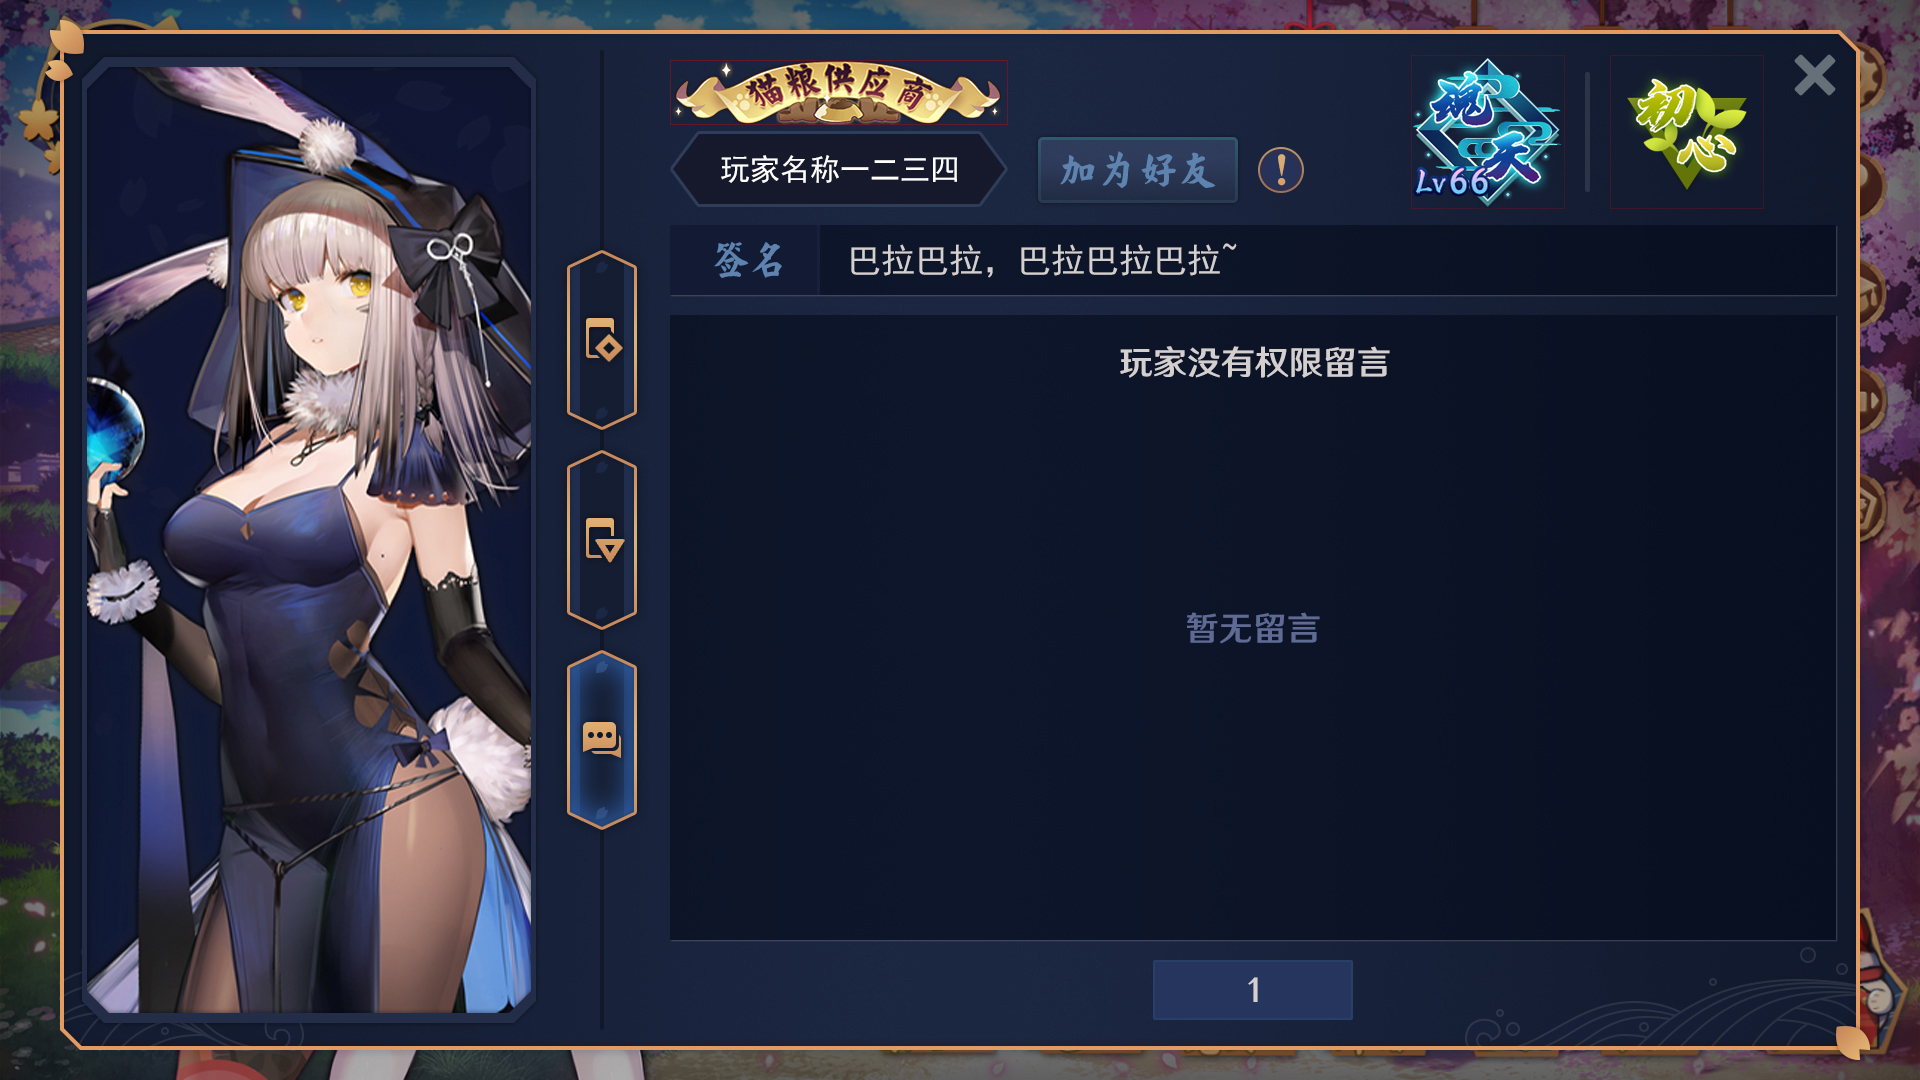 猫粮供应商
玩家名称一二三四
加为好友
!
魂天
Lv66
初心
签名
巴拉巴拉，巴拉巴拉巴拉~
玩家没有权限留言
暂无留言
1